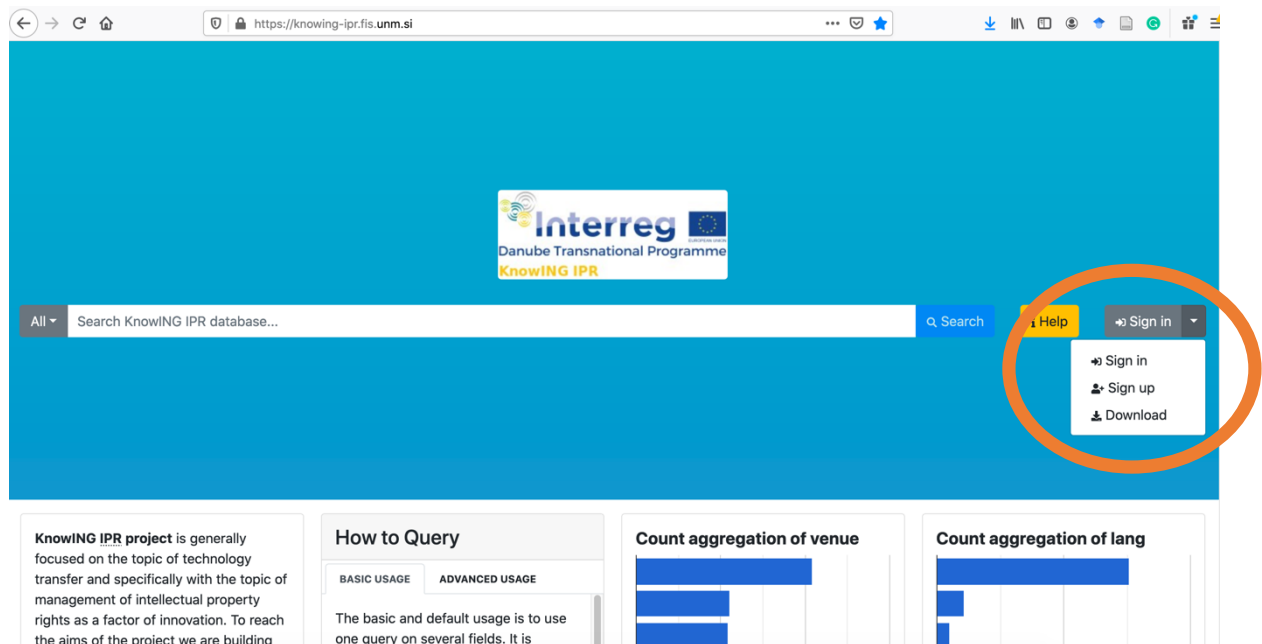 https://knowing-ipr.fis.unm.si
Interreg
EUROPEAN UNION
Danube Transnational Programme
KnowING IPR
All
Search KnowING IPR database...
Search
Help
Sign in
Sign in
Sign up
Download
KnowING IPR project is generally
focused on the topic of technology
transfer and specifically with the topic of
management of intellectual property
rights as a factor of innovation. To reach
the aims of the project we are building
How to Query
BASIC USAGE ADVANCED USAGE
The basic and default usage is to use
one query on several fields. It is
Count aggregation of venue
Count aggregation of lang